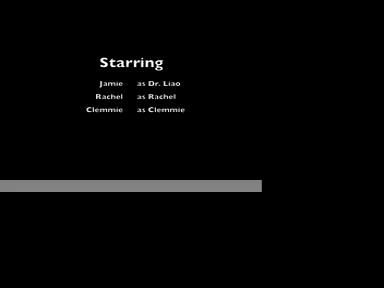 Starring
Jamie as Dr. Liao
Rachel as Rachel
Clemmie as Clemmie